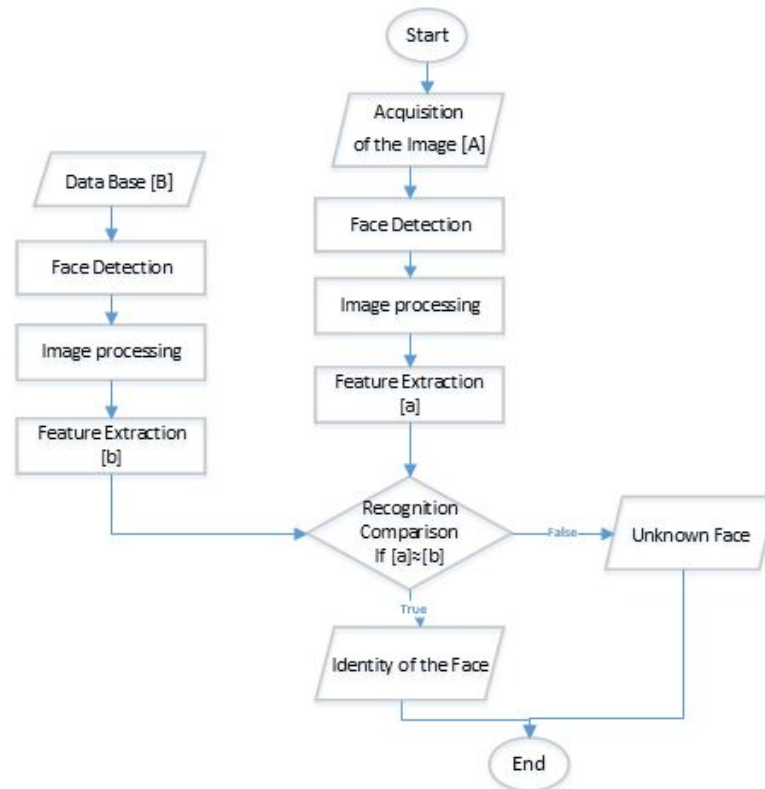 Start
Acquisition
of the Image [A]
Data Base [B]
Face Detection
Face Detection
Image processing
Image processing
Feature Extraction
[a]
Feature Extraction
[b]
Recognition
Comparison
If [a]≈[b]
False
Unknown Face
True
Identity of the Face
End